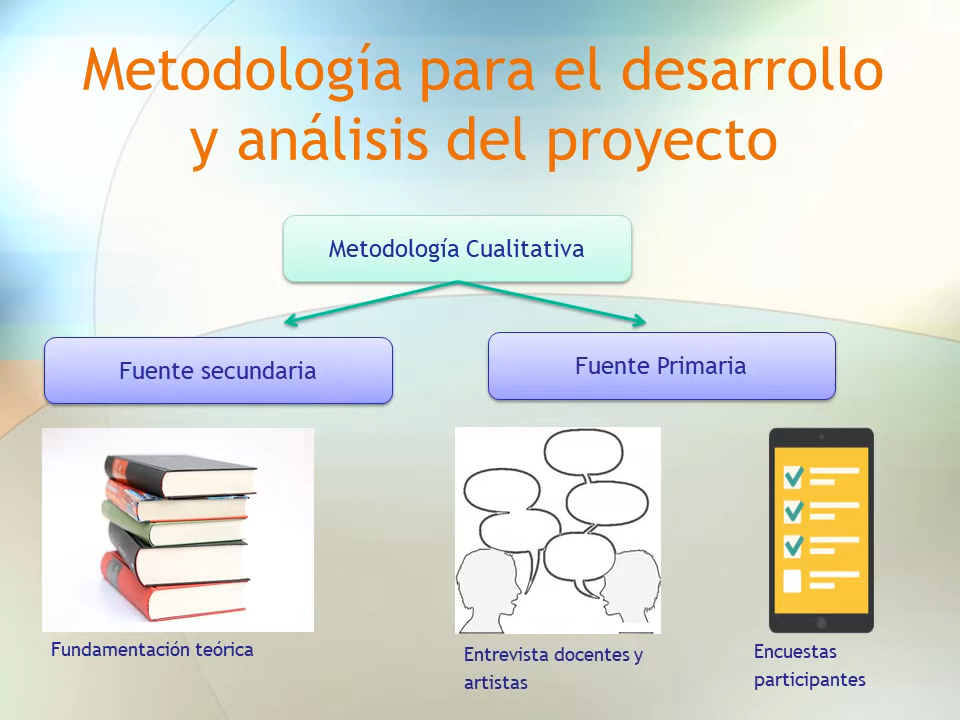 Metodología para el desarrollo
y análisis del proyecto
Metodología Cualitativa
Fuente secundaria
Fuente Primaria
Fundamentación teórica
Entrevista docentes y
artistas
Encuestas
participantes